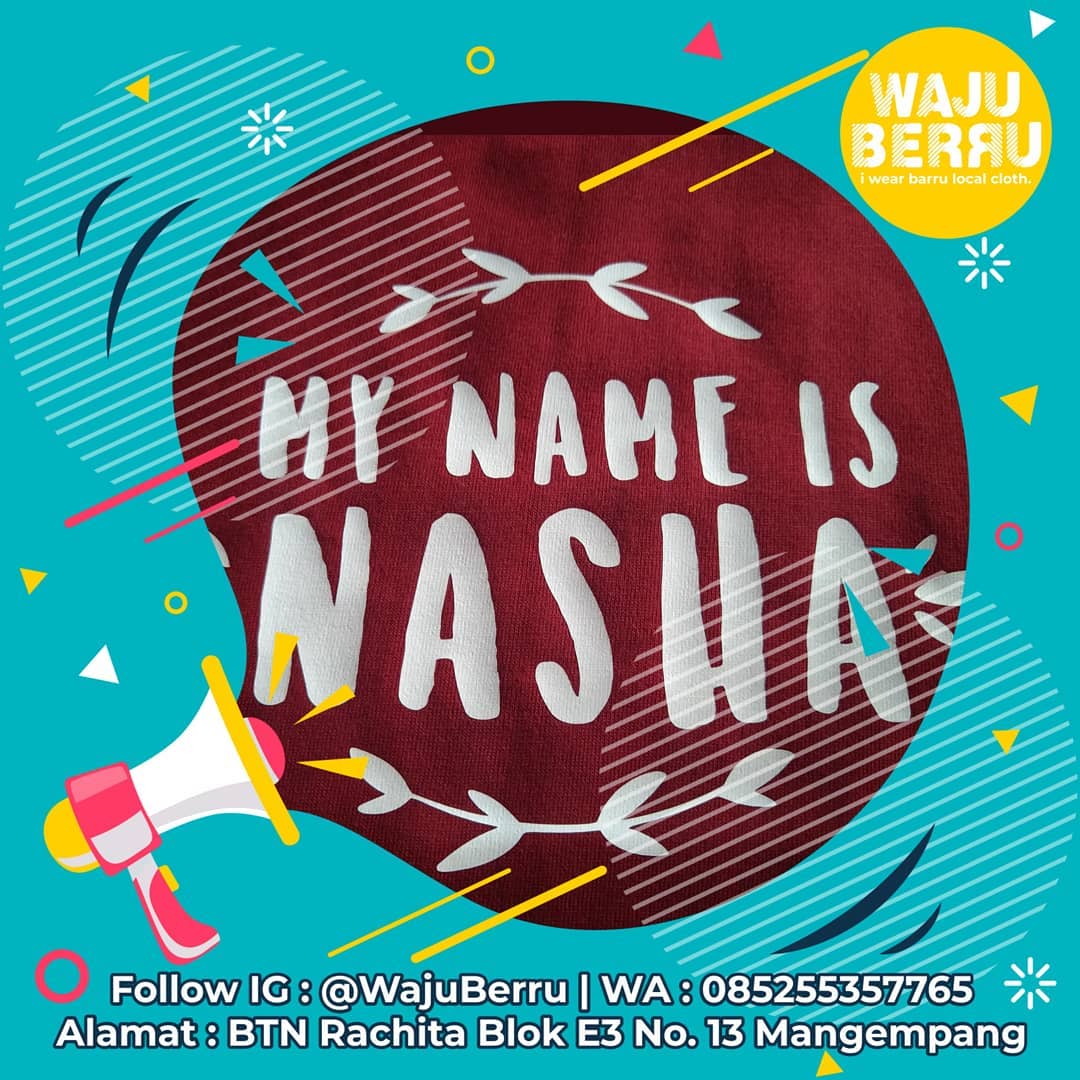 WAJU
BERRU
i wear barru local cloth.
MY NAME IS
NASHA
Follow IG : @WajuBerru | WA : 085255357765
Alamat : BTN Rachita Blok E3 No. 13 Mangempang